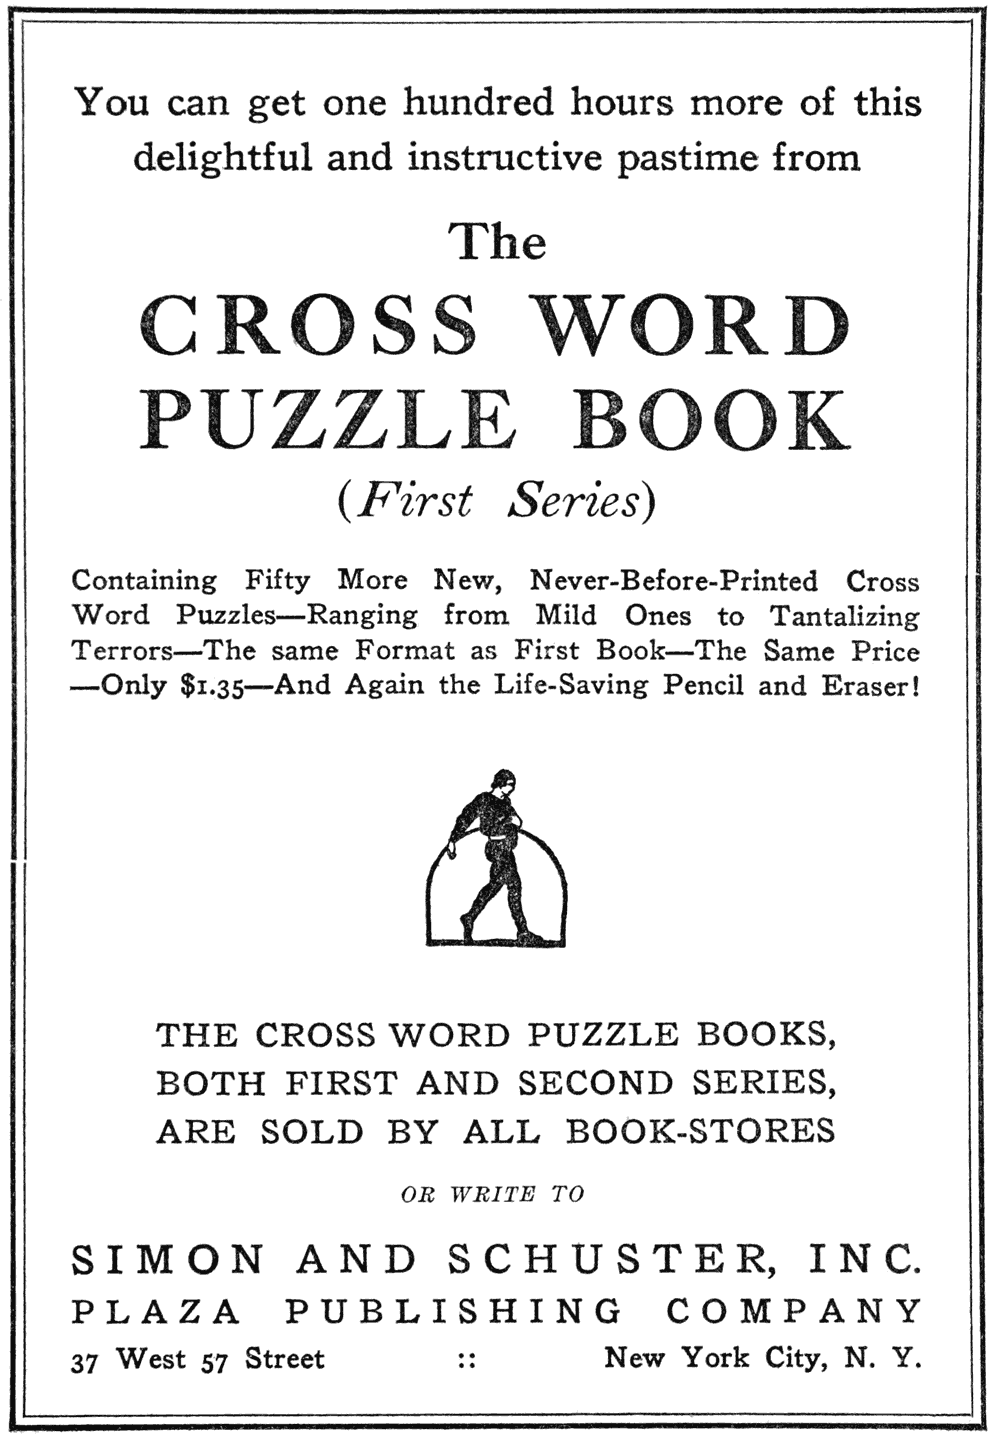 You can get one hundred hours more of this
delightful and instructive pastime from
The
CROSS WORD
PUZZLE BOOK
(First Series)
Containing Fifty More New, Never-Before-Printed Cross
Word Puzzles—Ranging from Mild Ones to Tantalizing
Terrors—The same Format as First Book—The Same Price
—Only $1.35—And Again the Life-Saving Pencil and Eraser!
THE CROSS WORD PUZZLE BOOKS,
BOTH FIRST AND SECOND SERIES,
ARE SOLD BY ALL BOOK-STORES
OR WRITE TO
SIMON AND SCHUSTER, INC.
PLAZA PUBLISHING COMPANY
37 West 57 Street :: New York City, N. Y.